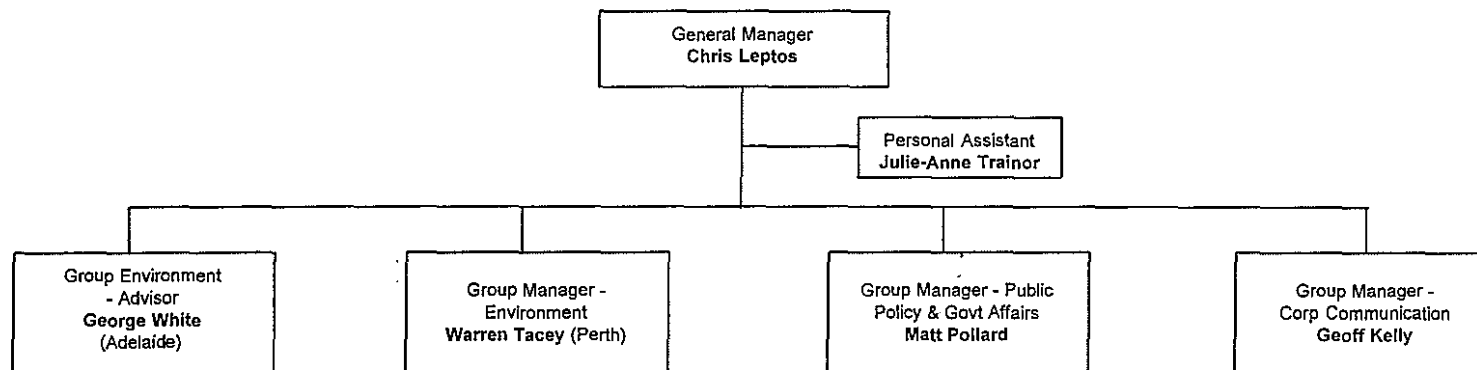 General Manager
Chris Leptos
Personal Assistant
Julie-Anne Trainor
Group Environment
- Advisor
George White
(Adelaide)
Group Manager -
Environment
Warren Tacey (Perth)
Group Manager - Public
Policy & Govt Affairs
Matt Pollard
Group Manager -
Corp Communication
Geoff Kelly